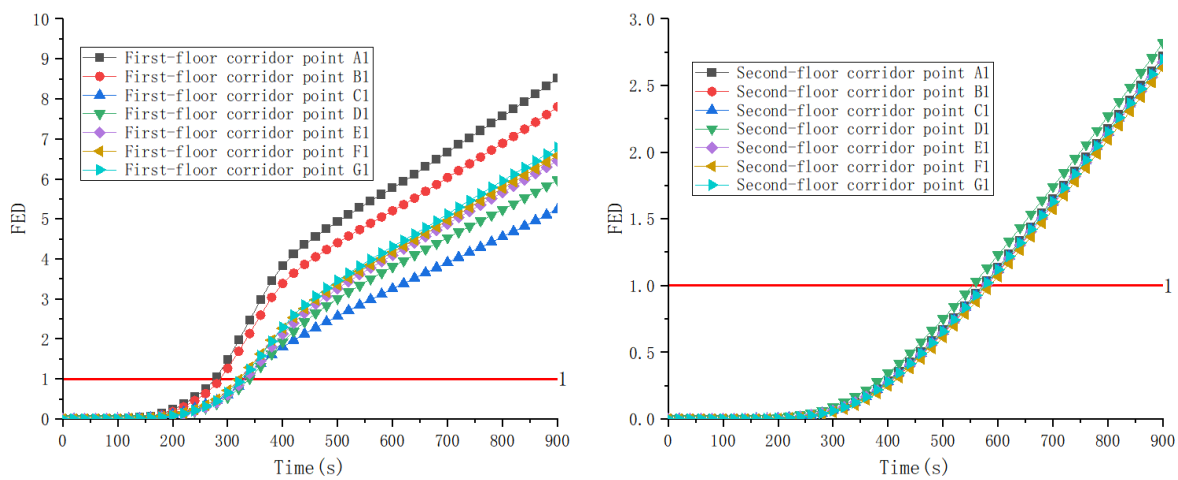 10
9
8
7
6
5
4
3
2
1
0
FED
First-floor corridor point A1
First-floor corridor point B1
First-floor corridor point C1
First-floor corridor point D1
First-floor corridor point E1
First-floor corridor point F1
First-floor corridor point G1
1
0 100 200 300 400 500 600 700 800 900
Time(s)
3.0
2.5
2.0
1.5
1.0
0.5
0.0
FED
Second-floor corridor point A1
Second-floor corridor point B1
Second-floor corridor point C1
Second-floor corridor point D1
Second-floor corridor point E1
Second-floor corridor point F1
Second-floor corridor point G1
1
0 100 200 300 400 500 600 700 800 900
Time(s)